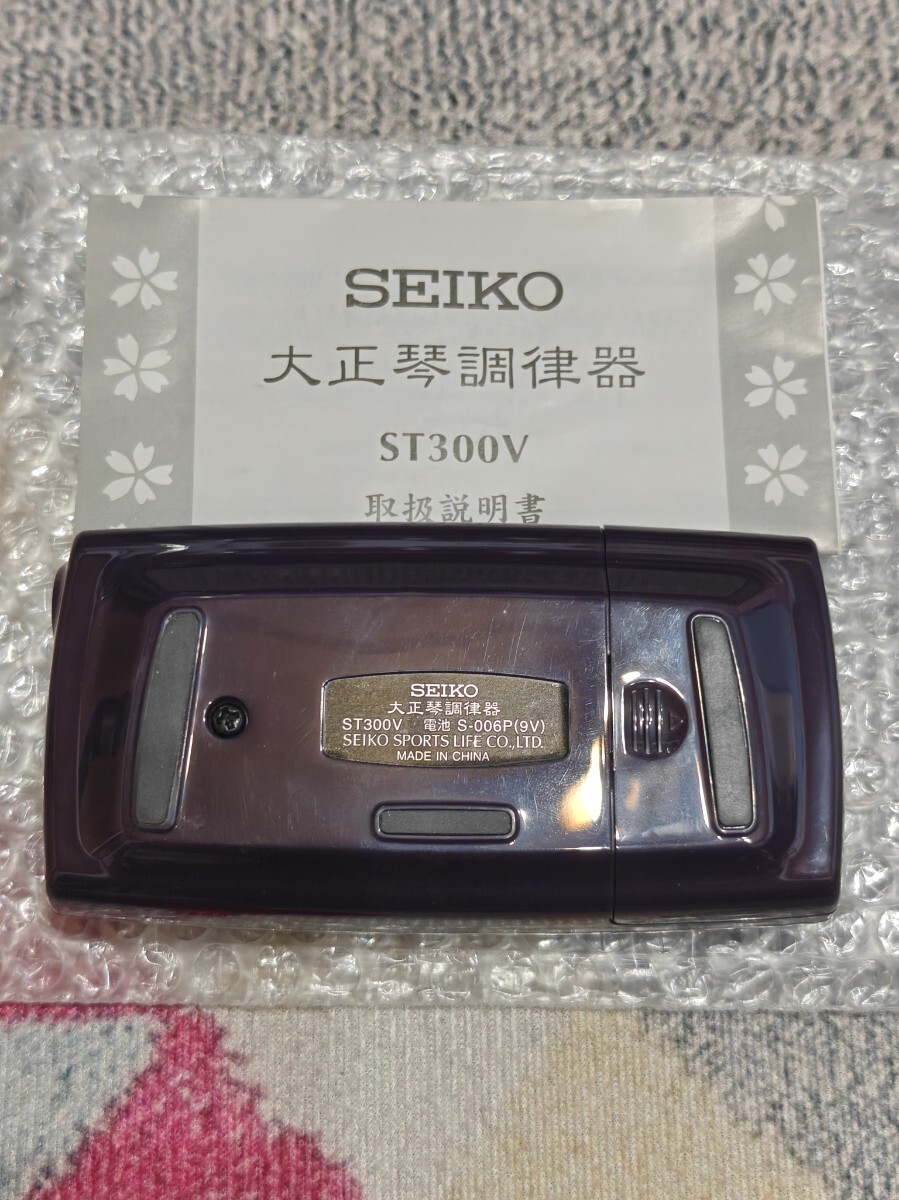 SEIKO
大正琴調律器
ST300V
取扱説明書
SEIKO
大正琴調律器
ST300V 電池 S-006P(9V)
SEIKO SPORTS LIFE CO.,LTD.
MADE IN CHINA